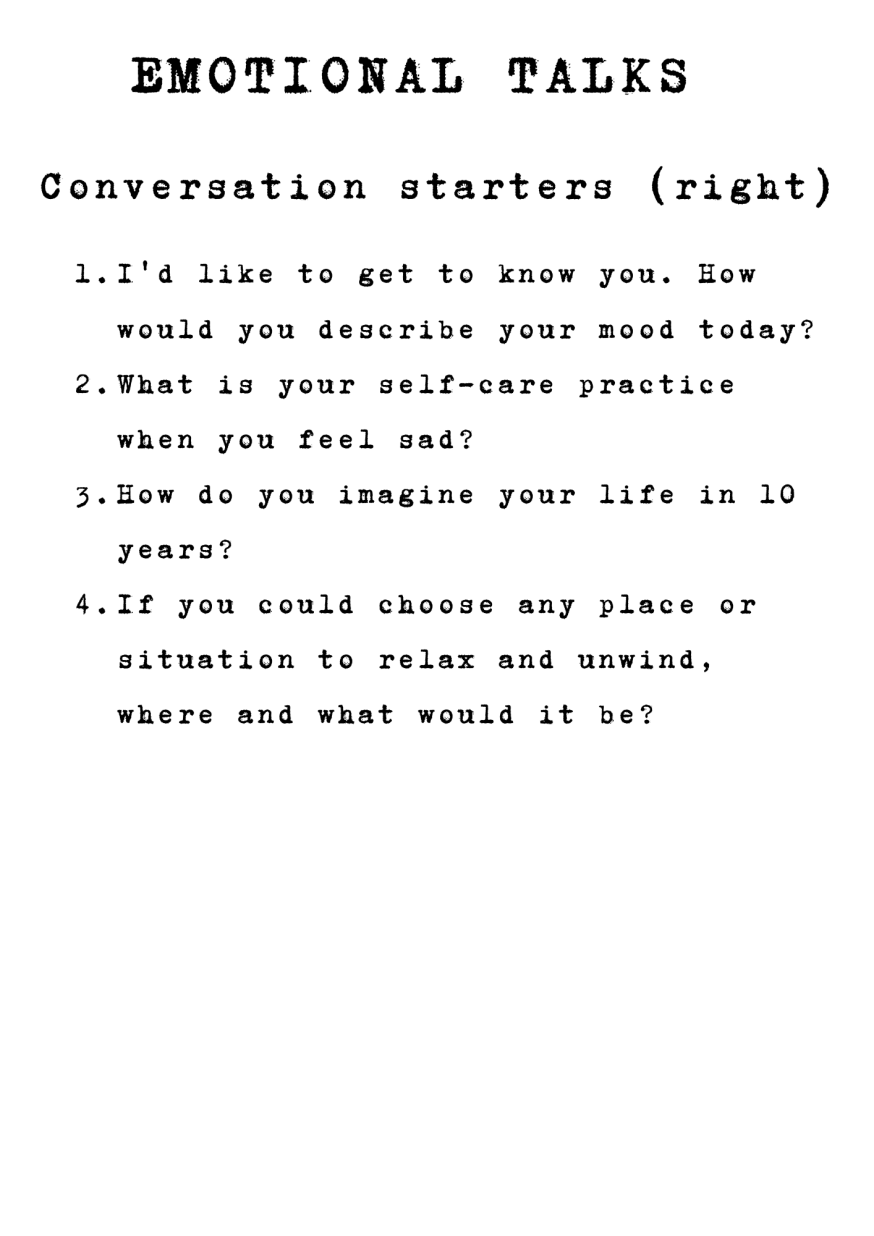 EMOTIONAL TALKS
Conversation starters (right)
1. I'd like to get to know you. How
would you describe your mood today?
2. What is your self-care practice
when you feel sad?
3. How do you imagine your life in 10
years?
4. If you could choose any place or
situation to relax and unwind,
where and what would it be?